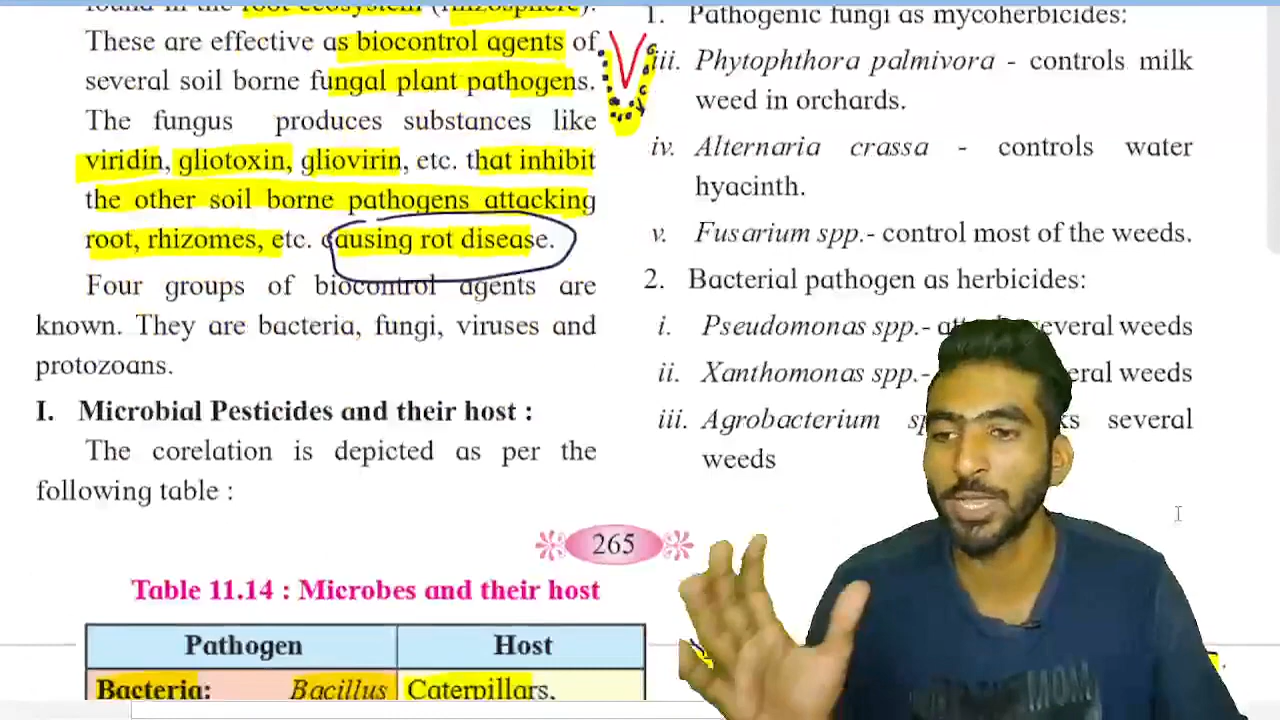 found in the root ecosystem (rhizosphere).
These are effective as biocontrol agents of
several soil borne fungal plant pathogens.
The fungus produces substances like
viridin, gliotoxin, gliovirin, etc. that inhibit
the other soil borne pathogens attacking
root, rhizomes, etc. causing rot disease.
Four groups of biocontrol agents are
known. They are bacteria, fungi, viruses and
protozoans.
I. Microbial Pesticides and their host :
The corelation is depicted as per the
following table :
1. Pathogenic fungi as mycoherbicides:
iii. Phytophthora palmivora - controls milk
weed in orchards.
iv. Alternaria crassa - controls water
hyacinth.
v. Fusarium spp.- control most of the weeds.
2. Bacterial pathogen as herbicides:
i. Pseudomonas spp.- several weeds
ii. Xanthomonas spp.-
iii. Agrobacterium several
weeds
265
Table 11.14 : Microbes and their host
Pathogen Host
Bacteria: Bacillus Caterpillars,